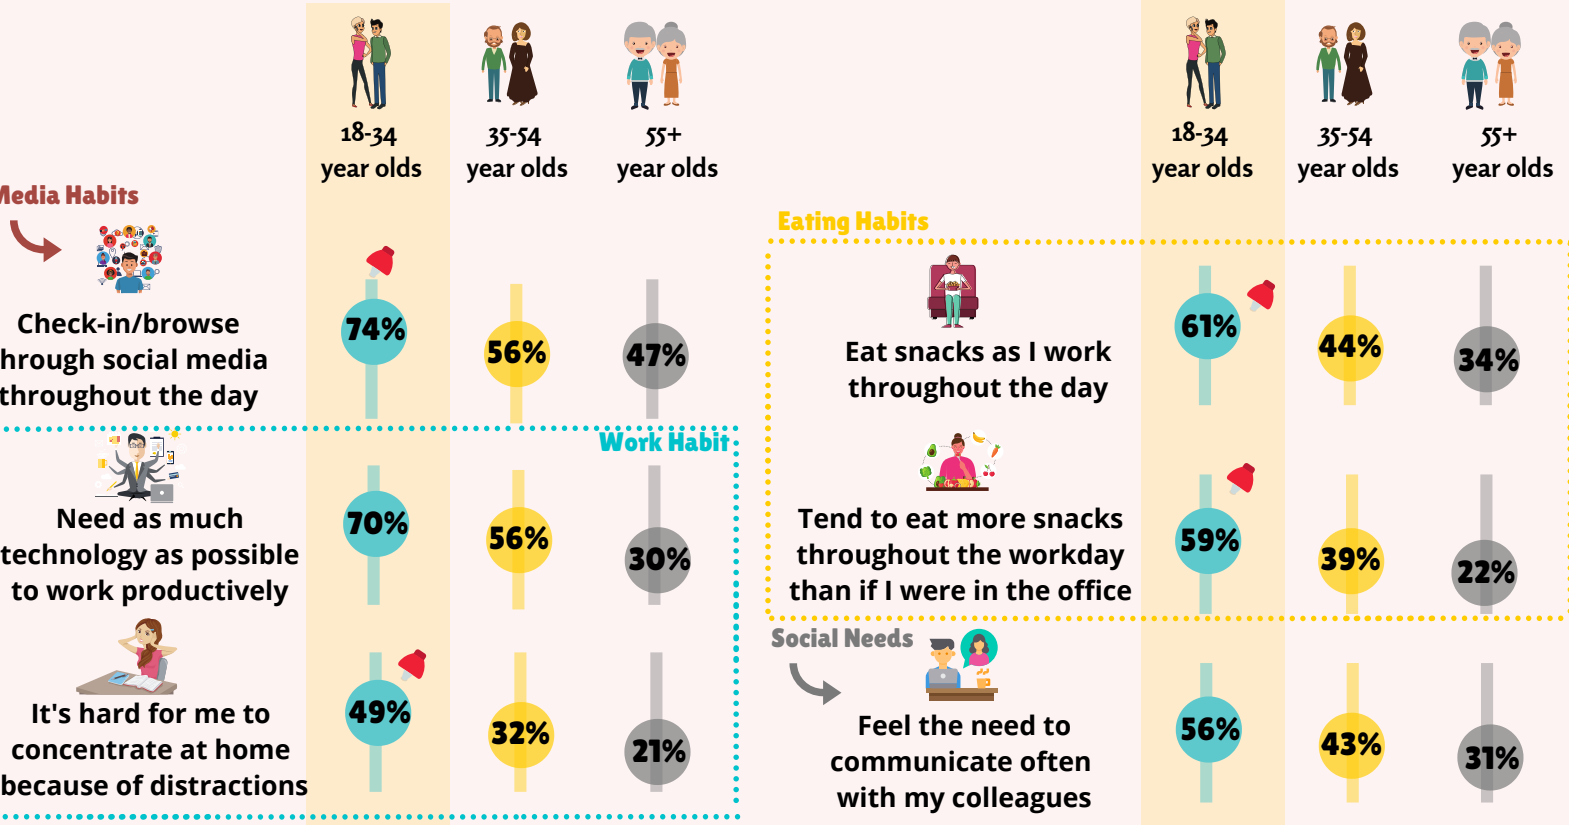 18-34
year olds
35-54
year olds
55+
year olds
Media Habits
Check-in/browse
hrough social media
throughout the day
74%
56%
47%
Work Habit
Need as much
technology as possible
to work productively
70%
56%
30%
It's hard for me to
concentrate at home
because of distractions
49%
32%
21%
18-34
year olds
35-54
year olds
55+
year olds
Eating Habits
Eat snacks as I work
throughout the day
61%
44%
34%
Tend to eat more snacks
throughout the workday
than if I were in the office
59%
39%
22%
Social Needs
Feel the need to
communicate often
with my colleagues
56%
43%
31%